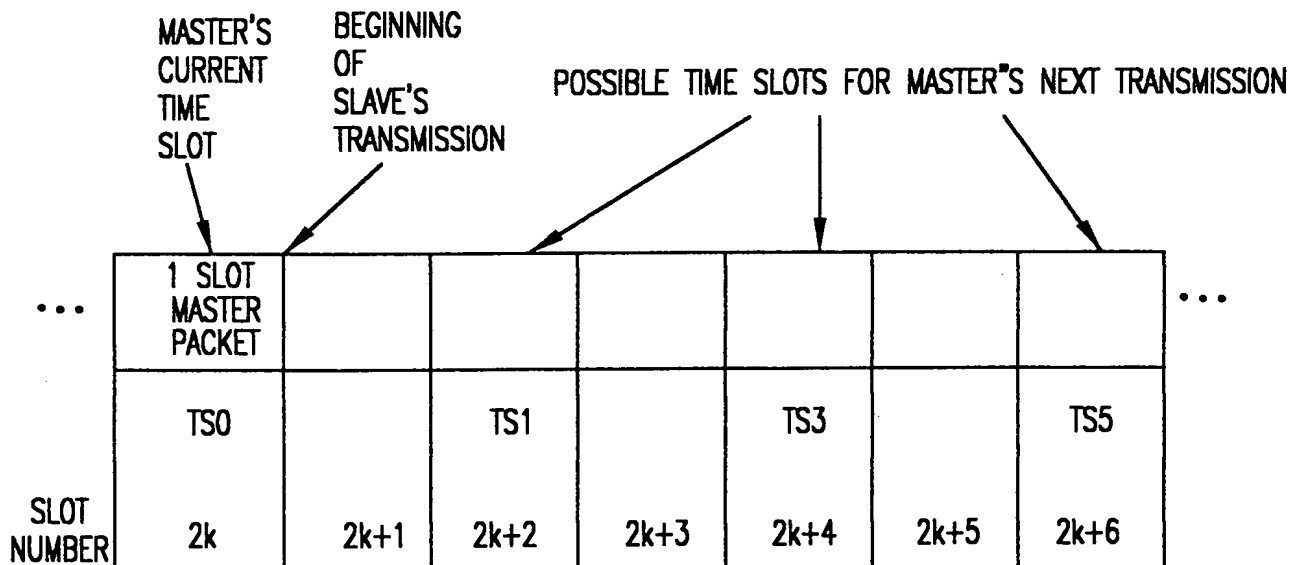 MASTER'S
CURRENT
TIME
SLOT
BEGINNING
OF
SLAVE'S
TRANSMISSION
POSSIBLE TIME SLOTS FOR MASTER"S NEXT TRANSMISSION
•••
1 SLOT
MASTER
PACKET
•••
TS0 TS1 TS3 TS5
SLOT
NUMBER
2k 2k+1 2k+2 2k+3 2k+4 2k+5 2k+6